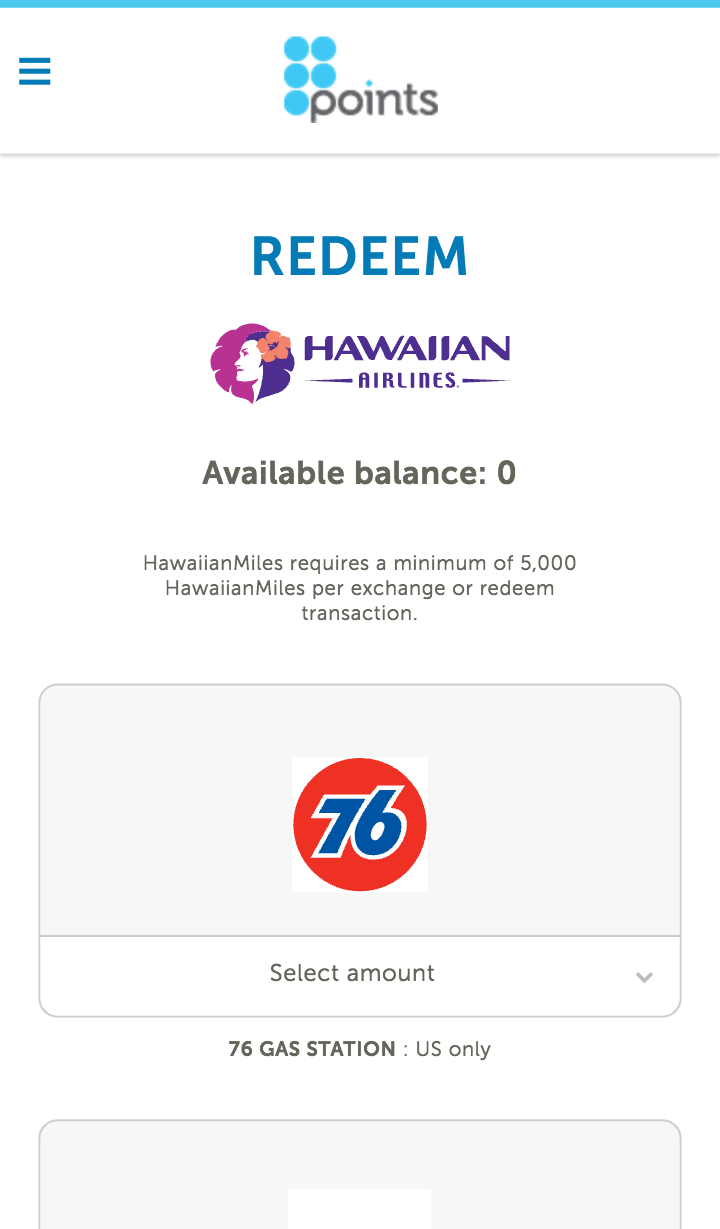 points
REDEEM
HAWAIIAN
AIRLINES
Available balance: 0
HawaiianMiles requires a minimum of 5,000
HawaiianMiles per exchange or redeem
transaction.
76
Select amount
76 GAS STATION : US only